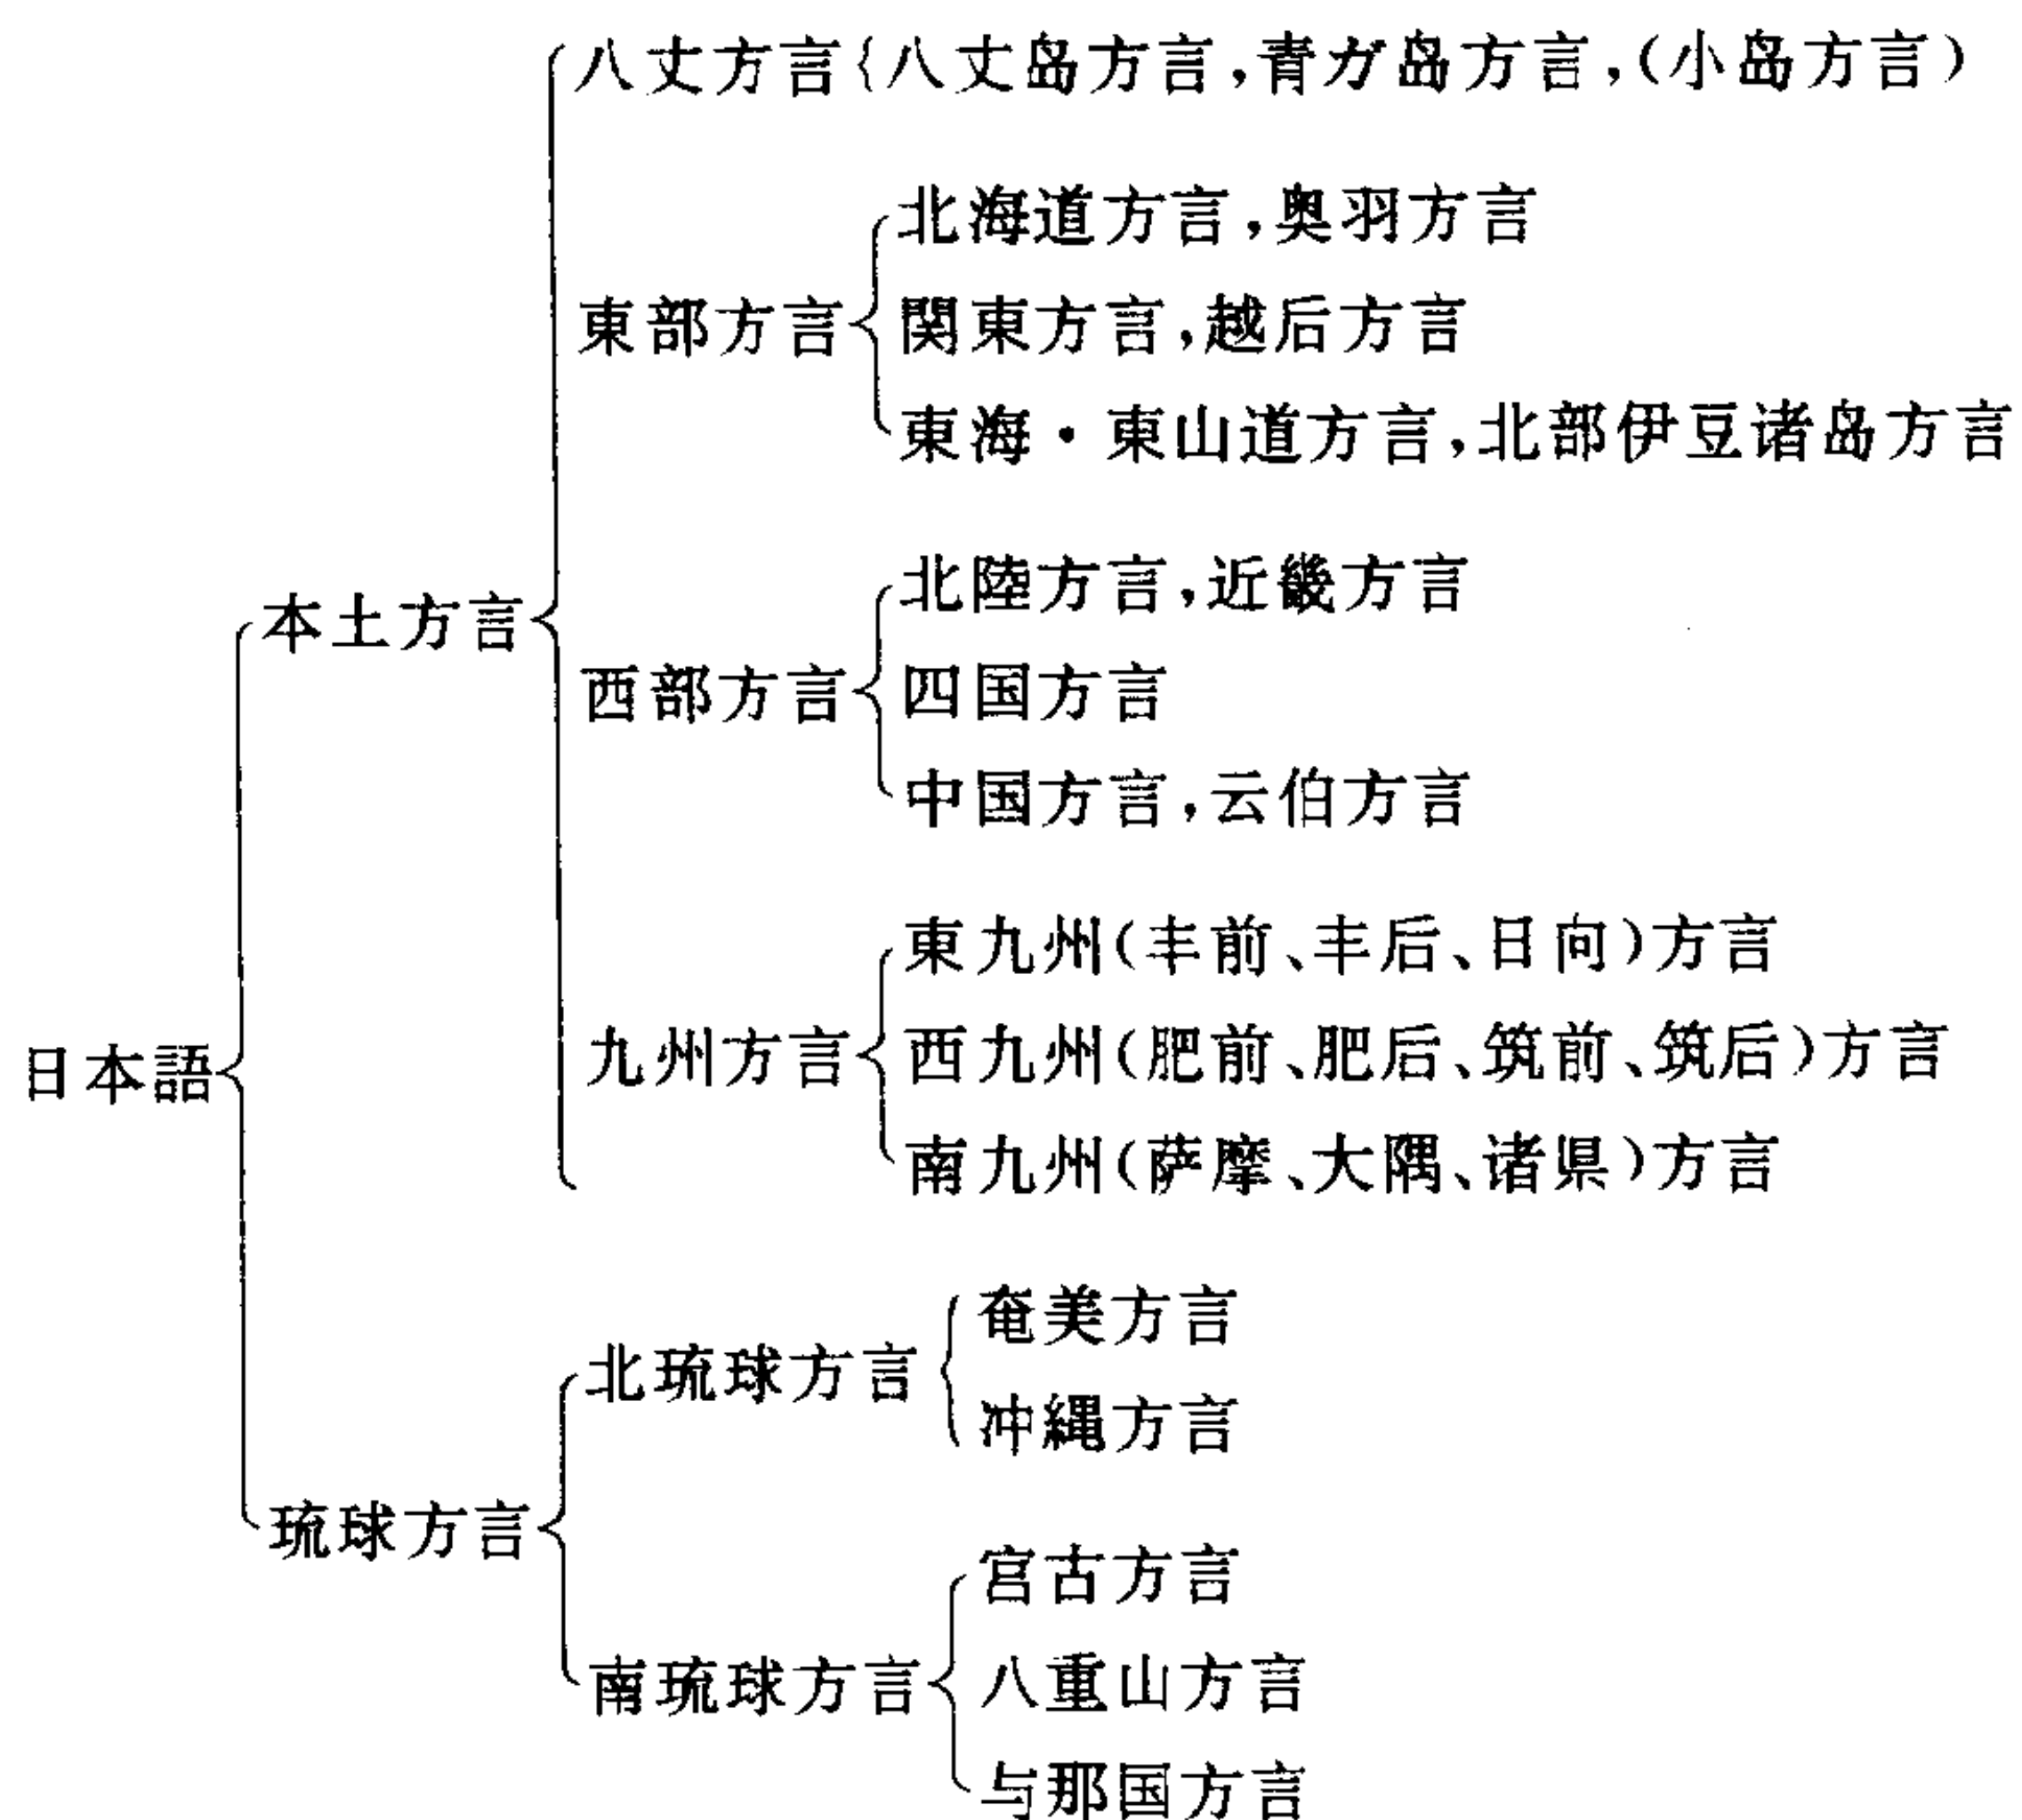 八丈方言{八丈岛方言,青ガ岛方言,(小岛方言)
北海道方言,奥羽方言
東部方言
関東方言,越后方言
東海・東山道方言,北部伊豆诸岛方言
本土方言
北陸方言,近畿方言
西部方言
四国方言
中国方言,云伯方言
日本語
東九州(丰前、丰后、日向)方言
九州方言
西九州(肥前、肥后、筑前、筑后)方言
南九州(萨摩、大隅、诸県)方言
琉球方言
北琉球方言
奄美方言
冲縄方言
南琉球方言
宫古方言
八重山方言
与那国方言